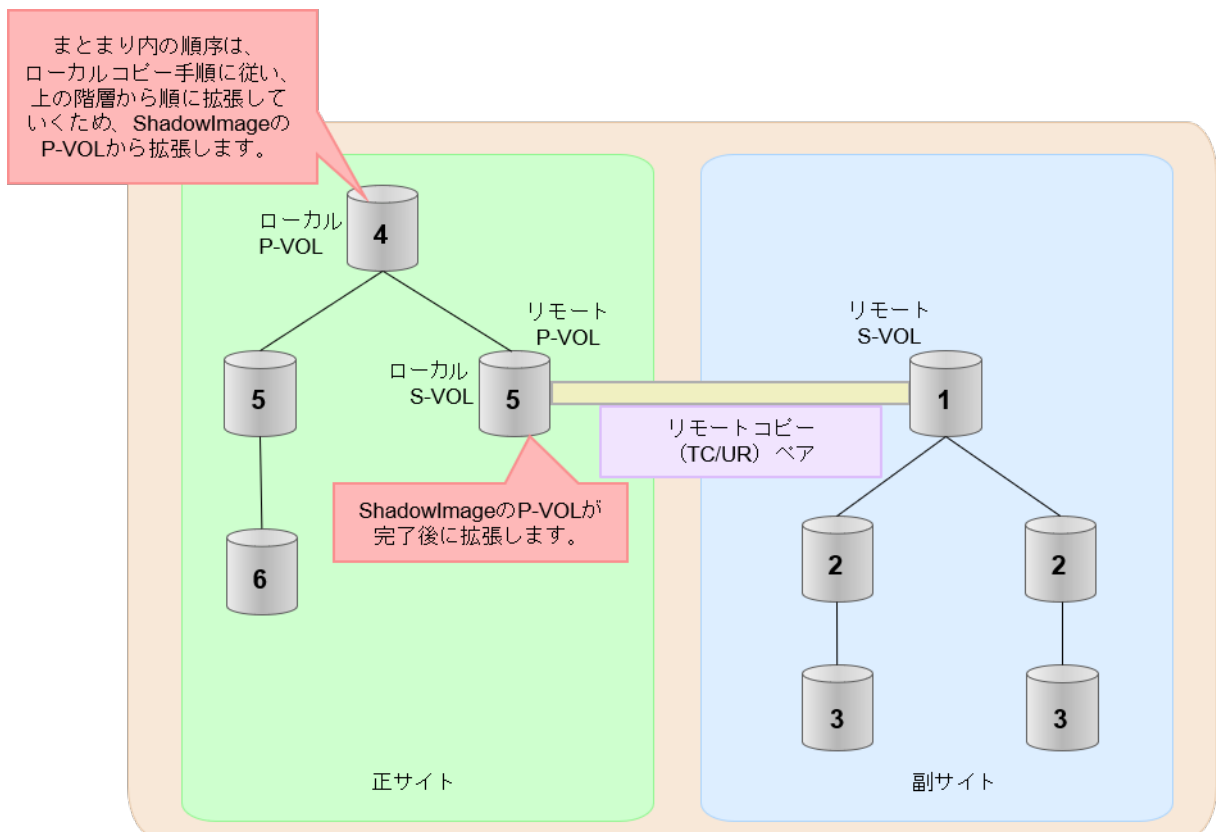 まとまり内の順序は、
ローカルコピー手順に従い、
上の階層から順に拡張して
いくため、ShadowImageの
P-VOLから拡張します。
ローカル
P-VOL
4
リモート
P-VOL
リモート
S-VOL
5
ローカル
S-VOL
5
1
リモートコピー
（TC/UR）ペア
ShadowImageのP-VOLが
完了後に拡張します。
6
2
2
3
3
正サイト
副サイト